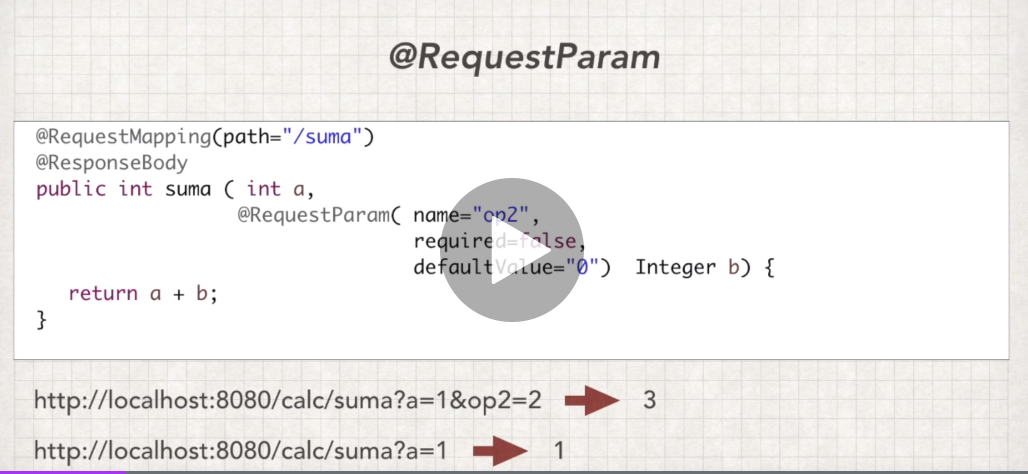 @RequestParam
@RequestMapping(path="/suma")
@ResponseBody
public int suma ( int a,
@RequestParam( name="op2",
required=false,
defaultValue="0") Integer b) {
return a + b;
}
http://localhost:8080/calc/suma?a=1&op2=2 3
http://localhost:8080/calc/suma?a=1 1